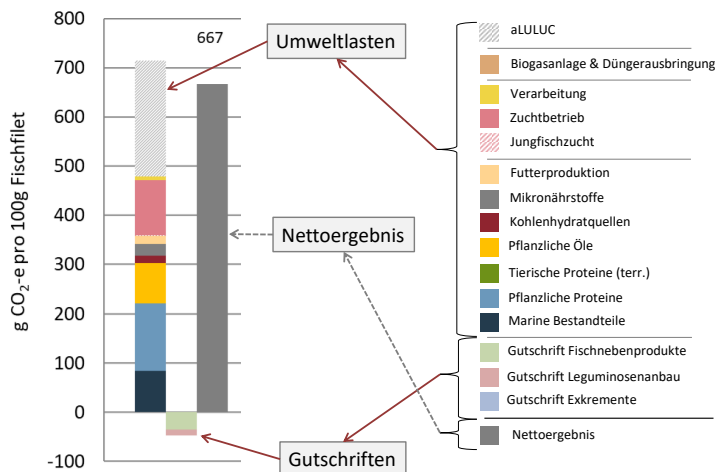 800
700
600
500
400
300
200
100
0
-100
g CO₂-e pro 100g Fischfilet
667
Umweltlasten
Nettoergebnis
Gutschriften
aLULUC
Biogasanlage & Düngerausbringung
Verarbeitung
Zuchtbetrieb
Jungfischzucht
Futterproduktion
Mikronährstoffe
Kohlenhydratquellen
Pflanzliche Öle
Tierische Proteine (terr.)
Pflanzliche Proteine
Marine Bestandteile
Gutschrift Fischnebenprodukte
Gutschrift Leguminosenanbau
Gutschrift Exkremente
Nettoergebnis